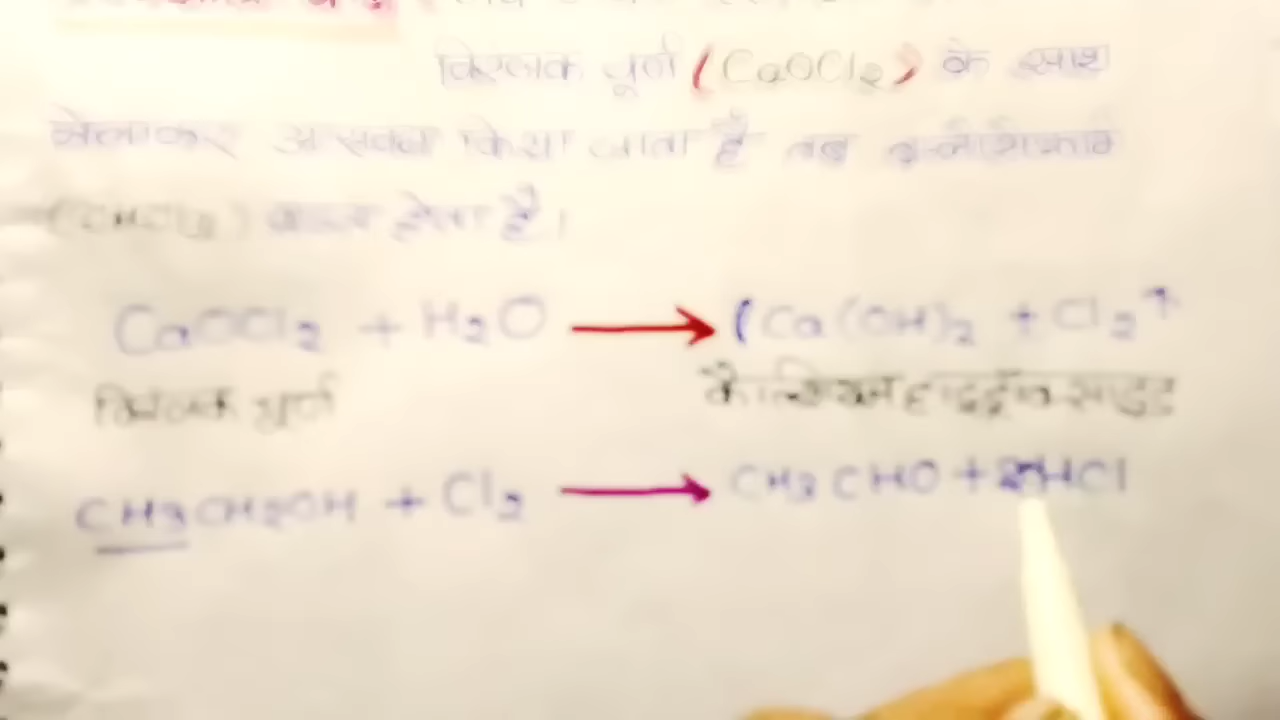 विरंजक चूर्ण (CaOCl₂) के साथ
आसवन किया जाता है तब क्लोरोफार्म
(CHCl₃) प्राप्त होता है।
CaOCl₂ + H₂O → (Ca(OH)₂ + Cl₂↑
विरंजक चूर्ण कैल्शियम हाइड्रॉक्साइड
CH₃CH₂OH + Cl₂ → CH₃CHO + 2HCl